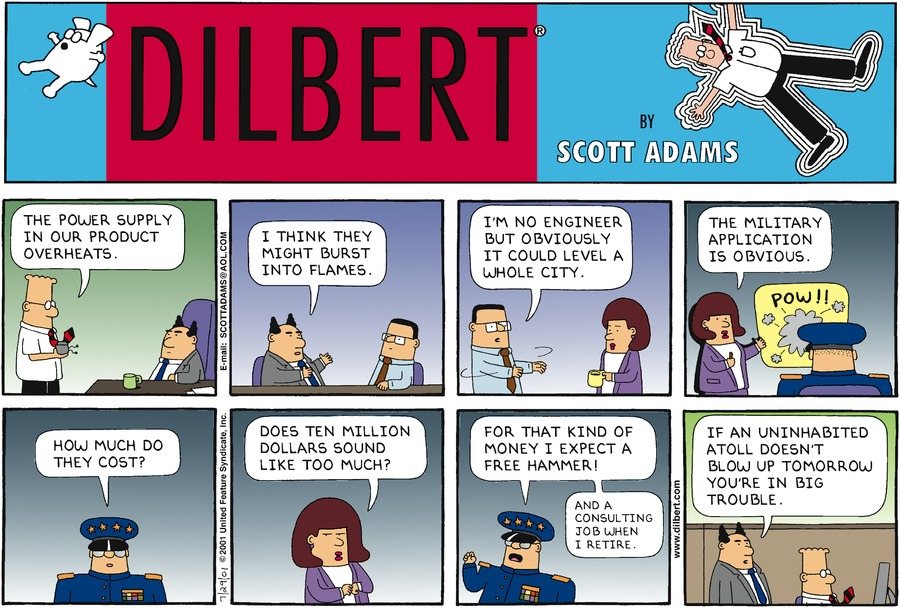 DILBERT®
BY
SCOTT ADAMS
THE POWER SUPPLY
IN OUR PRODUCT
OVERHEATS.
E-mail: SCOTTADAMS@AOL.COM
I THINK THEY
MIGHT BURST
INTO FLAMES.
I'M NO ENGINEER
BUT OBVIOUSLY
IT COULD LEVEL A
WHOLE CITY.
THE MILITARY
APPLICATION
IS OBVIOUS.
POW!!
HOW MUCH DO
THEY COST?
7/29/01 © 2001 United Feature Syndicate, Inc.
DOES TEN MILLION
DOLLARS SOUND
LIKE TOO MUCH?
FOR THAT KIND OF
MONEY I EXPECT A
FREE HAMMER!
AND A
CONSULTING
JOB WHEN
I RETIRE.
www.dilbert.com
IF AN UNINHABITED
ATOLL DOESN'T
BLOW UP TOMORROW
YOU'RE IN BIG
TROUBLE.